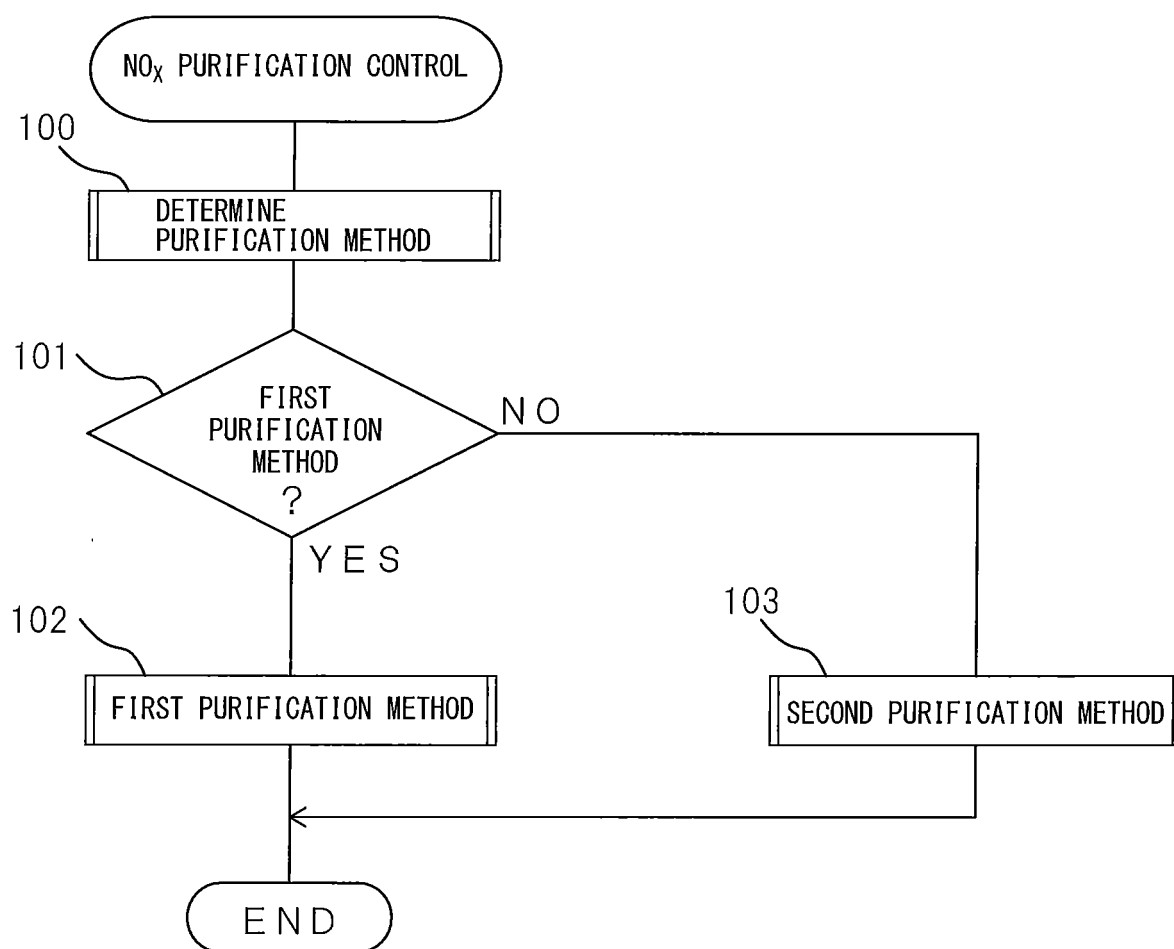 NOx PURIFICATION CONTROL
100
DETERMINE
PURIFICATION METHOD
101
FIRST
PURIFICATION
METHOD
?
NO
YES
102
FIRST PURIFICATION METHOD
103
SECOND PURIFICATION METHOD
END